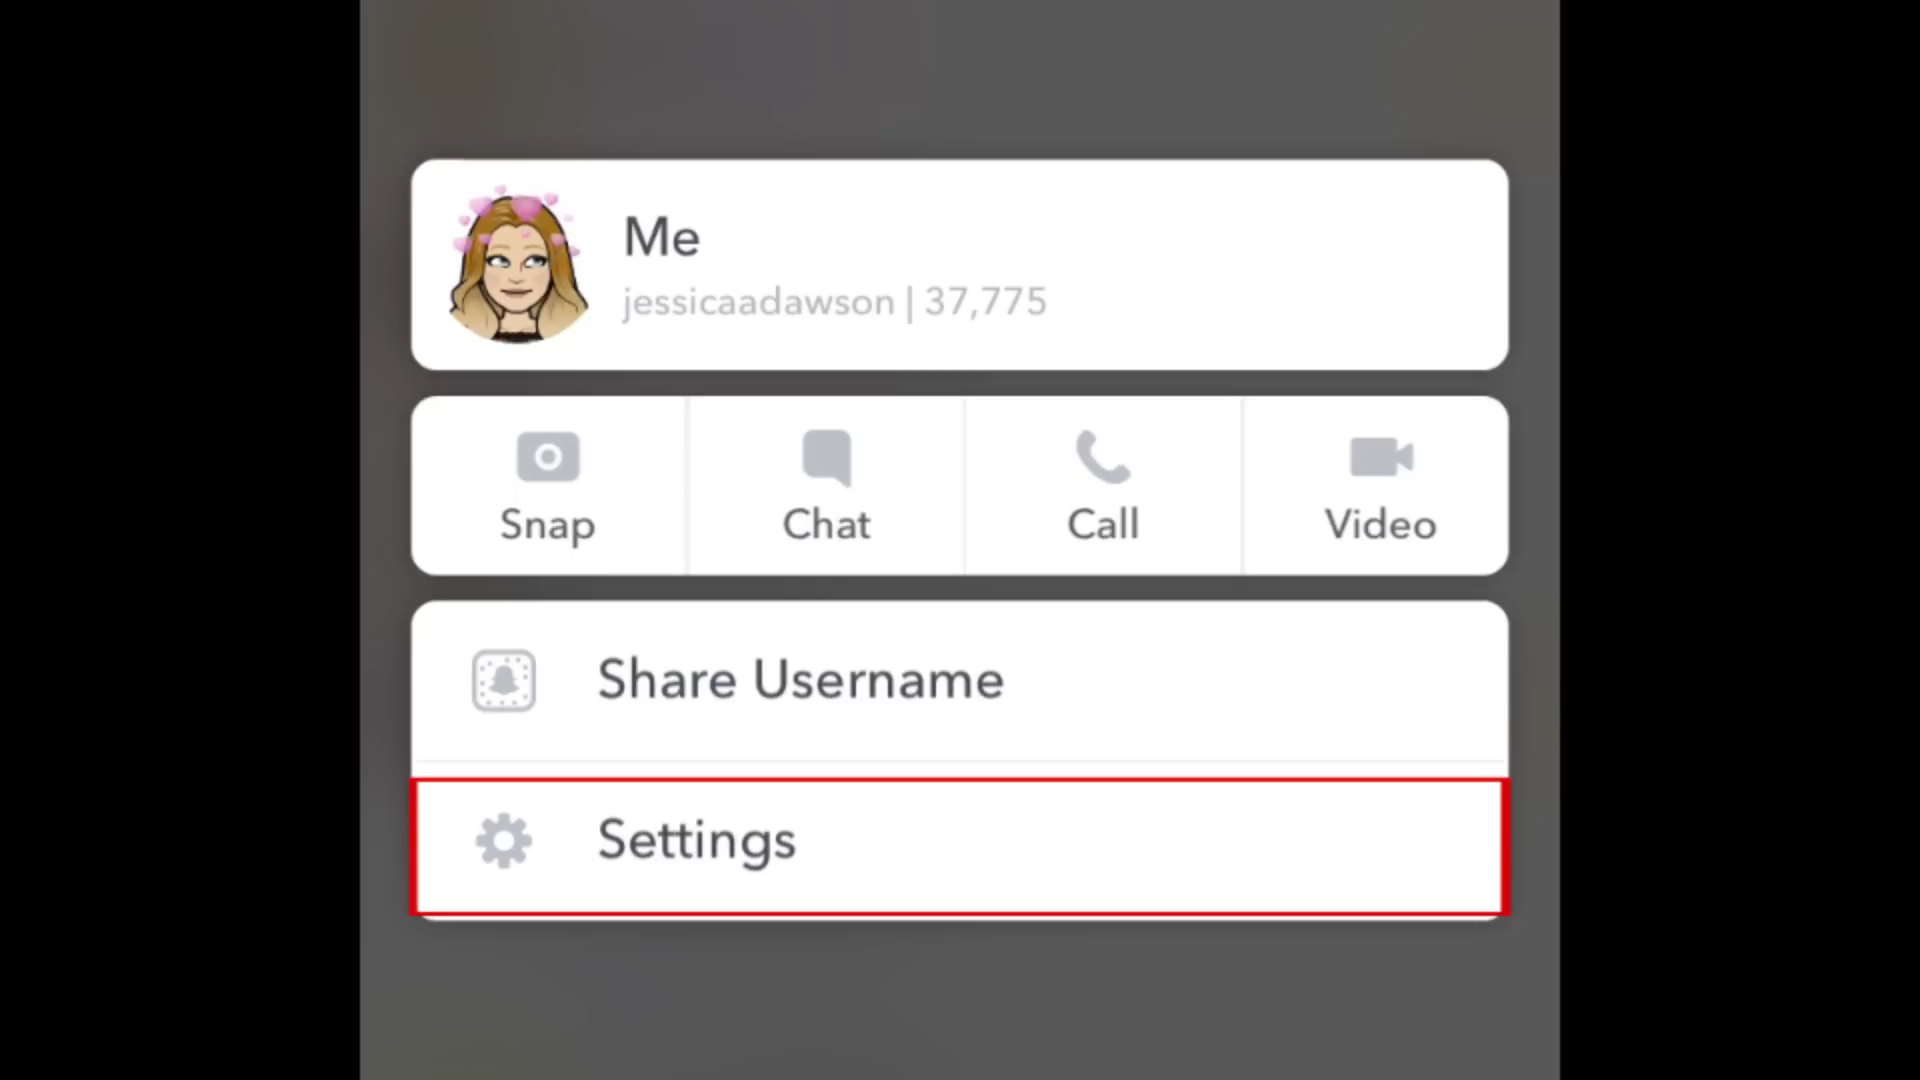 Me
jessicaadawson | 37,775
Snap Chat Call Video
Share Username
Settings